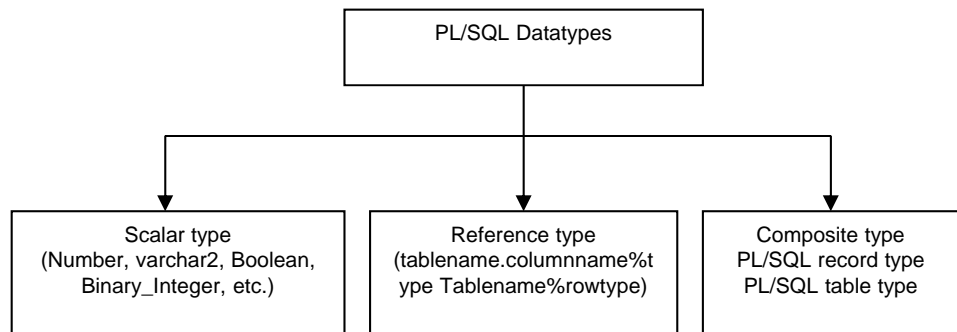 PL/SQL Datatypes
Scalar type
(Number, varchar2, Boolean,
Binary_Integer, etc.)
Reference type
(tablename.columnname%t
ype Tablename%rowtype)
Composite type
PL/SQL record type
PL/SQL table type